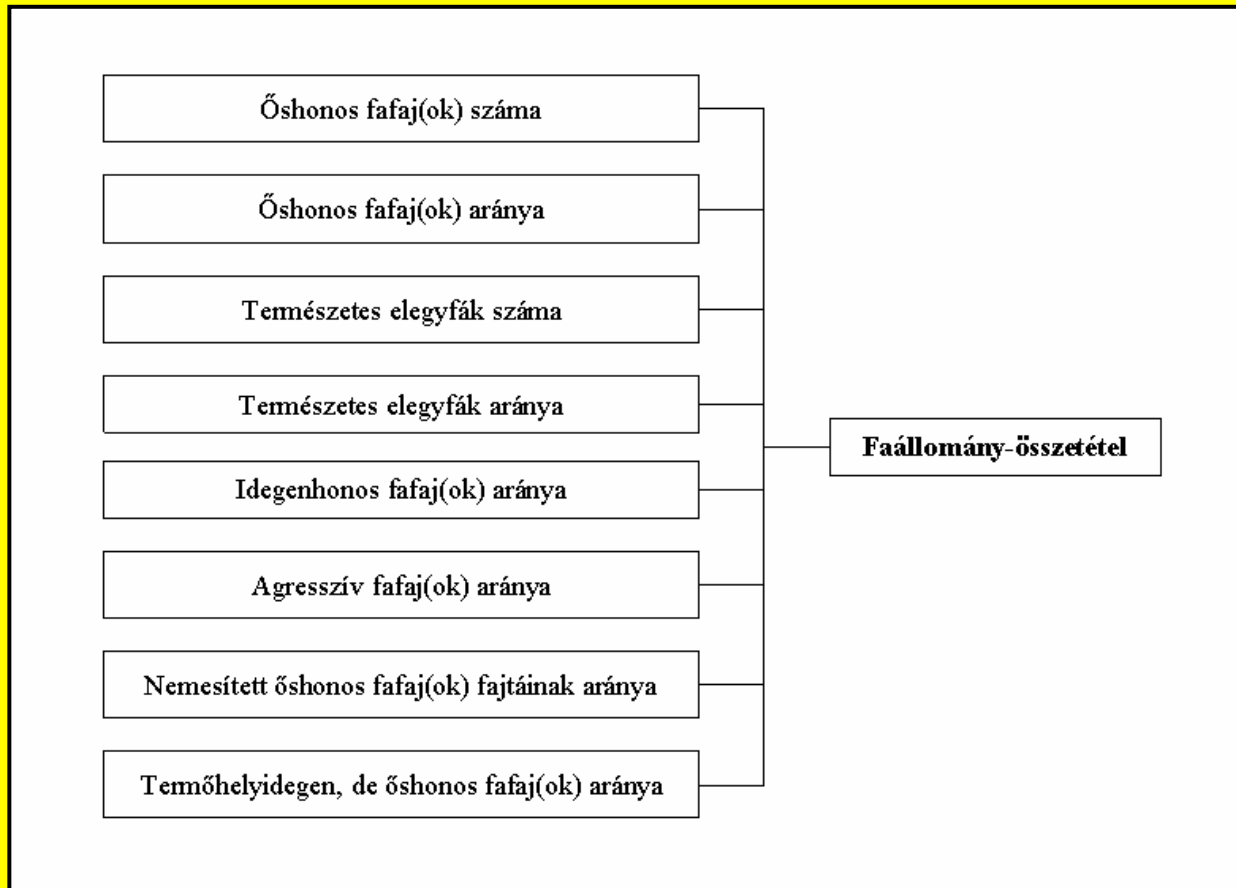 Őshonos fafaj(ok) száma
Őshonos fafaj(ok) aránya
Természetes elegyfák száma
Természetes elegyfák aránya
Idegenhonos fafaj(ok) aránya
Agresszív fafaj(ok) aránya
Nemesített őshonos fafaj(ok) fajtáinak aránya
Termőhelyidegen, de őshonos fafaj(ok) aránya
Faállomány-összetétel